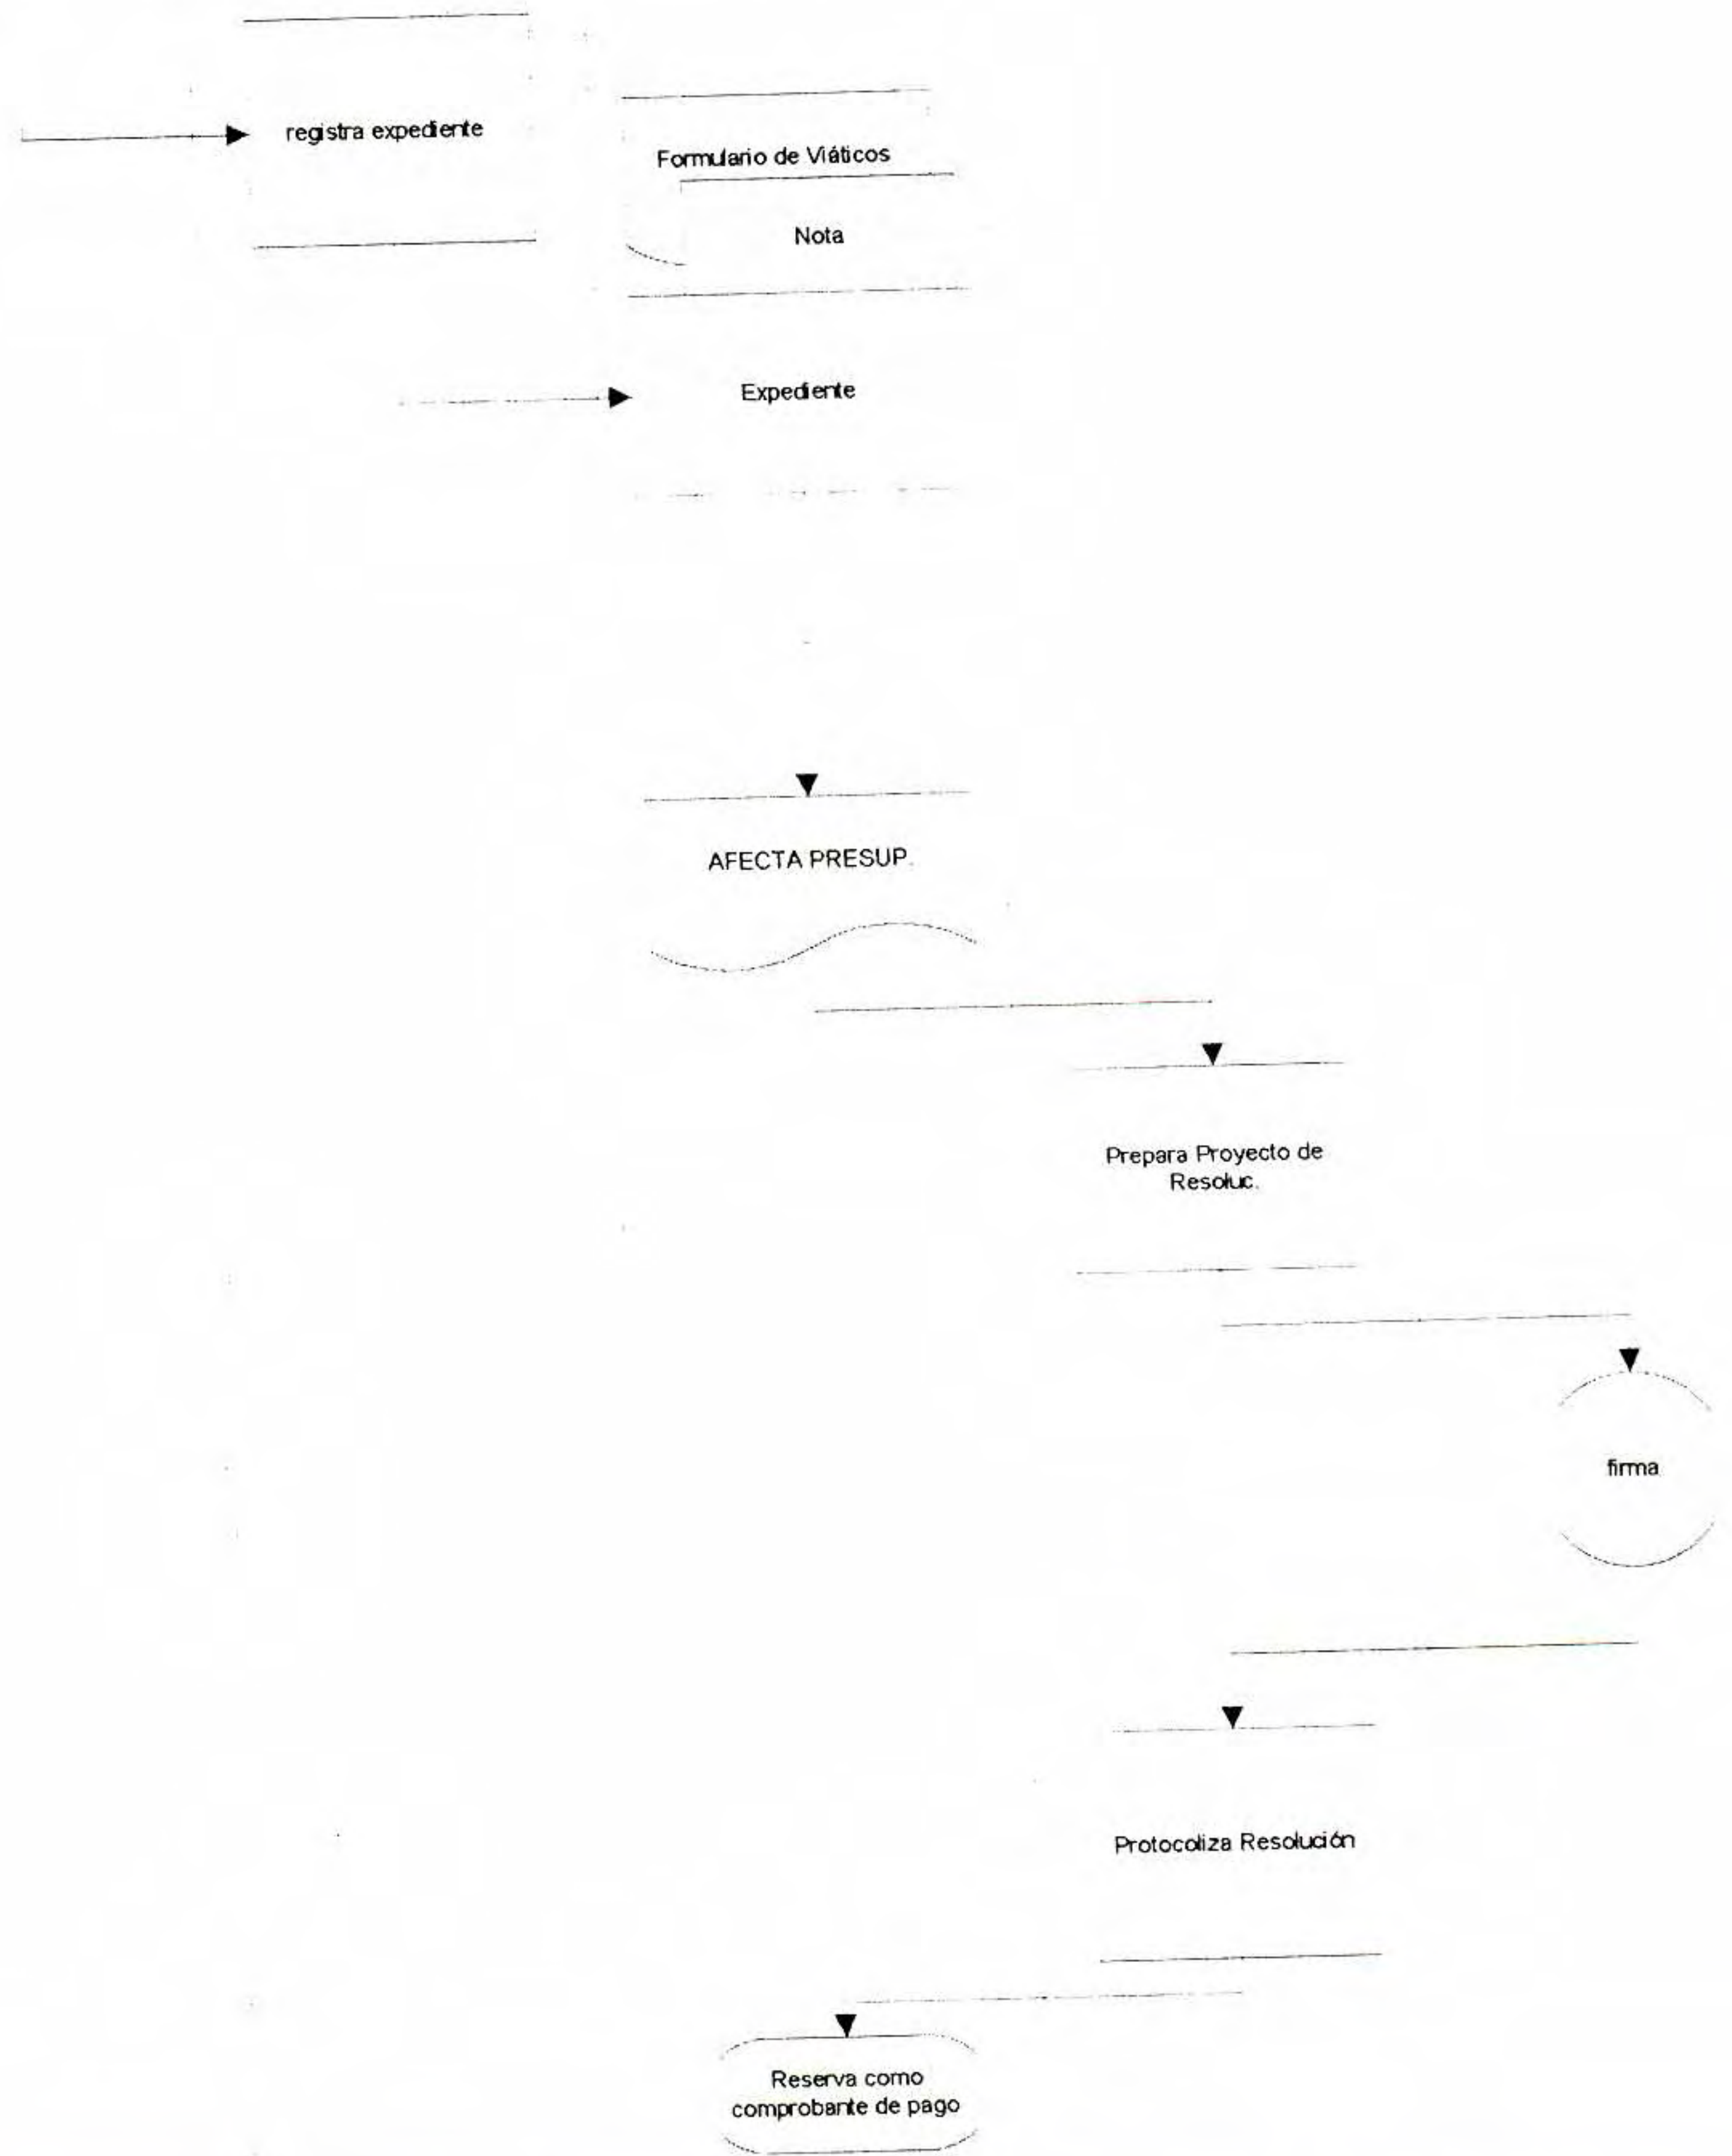 registra expediente
Formulario de Viáticos
Nota
Expediente
AFECTA PRESUP.
Prepara Proyecto de
Resoluc.
firma
Protocoliza Resolución
Reserva como
comprobante de pago